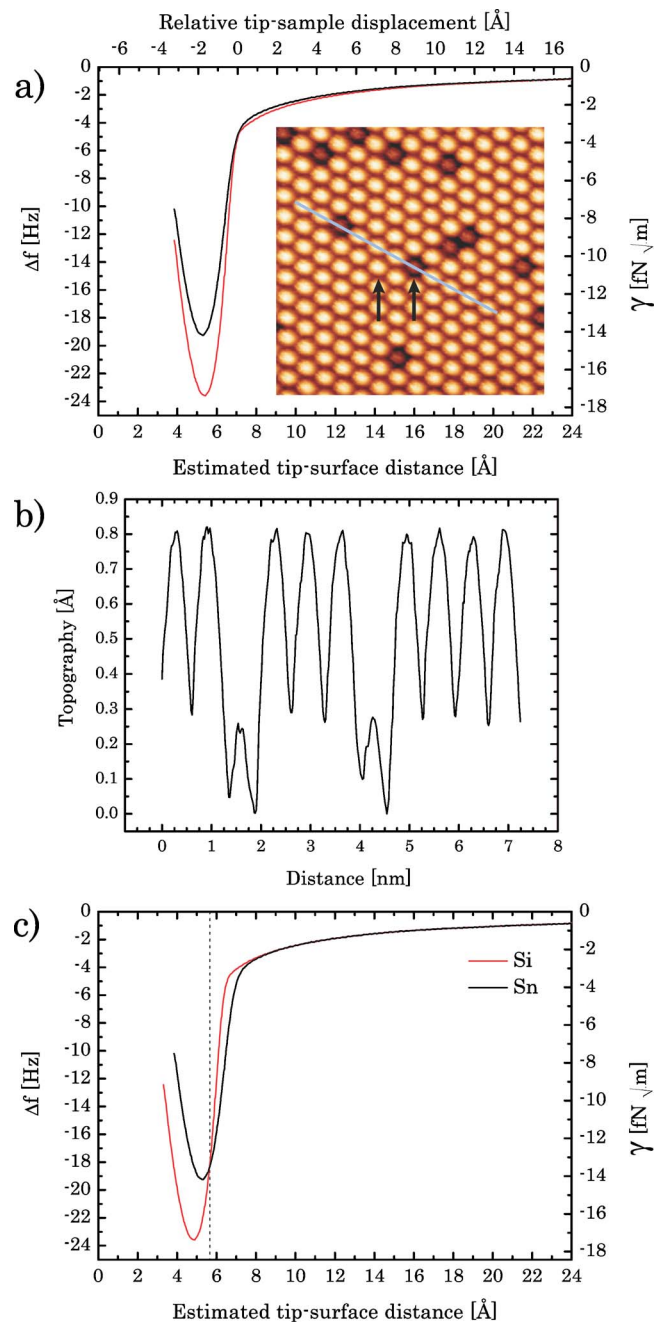 Relative tip-sample displacement [Å]
-6 -4 -2 0 2 4 6 8 10 12 14 16
a)
0 -2 -4 -6 -8 -10 -12 -14 -16 -18 -20 -22 -24
Δf [Hz]
0 -2 -4 -6 -8 -10 -12 -14 -16 -18
γ [fN √m]
0 2 4 6 8 10 12 14 16 18 20 22 24
Estimated tip-surface distance [Å]
b)
0.9 0.8 0.7 0.6 0.5 0.4 0.3 0.2 0.1 0.0
Topography [Å]
0 1 2 3 4 5 6 7 8
Distance [nm]
c)
0 -2 -4 -6 -8 -10 -12 -14 -16 -18 -20 -22 -24
Δf [Hz]
Si
Sn
0 -2 -4 -6 -8 -10 -12 -14 -16 -18
γ [fN √m]
0 2 4 6 8 10 12 14 16 18 20 22 24
Estimated tip-surface distance [Å]